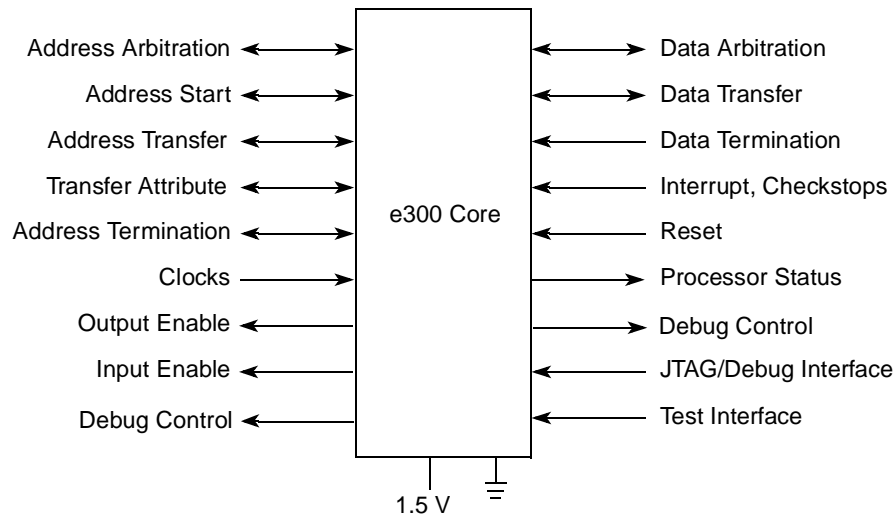 Address Arbitration
Address Start
Address Transfer
Transfer Attribute
Address Termination
Clocks
Output Enable
Input Enable
Debug Control
e300 Core
Data Arbitration
Data Transfer
Data Termination
Interrupt, Checkstops
Reset
Processor Status
Debug Control
JTAG/Debug Interface
Test Interface
1.5 V